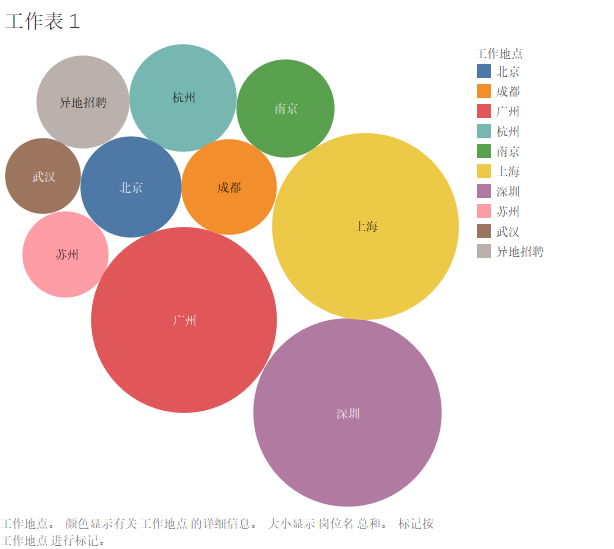 工作表 1
工作地点
北京
成都
广州
杭州
南京
上海
深圳
苏州
武汉
异地招聘
异地招聘
杭州
南京
武汉
北京
成都
上海
苏州
广州
深圳
工作地点。 颜色显示有关 工作地点 的详细信息。 大小显示 岗位名 总和。 标记按
工作地点 进行标记。